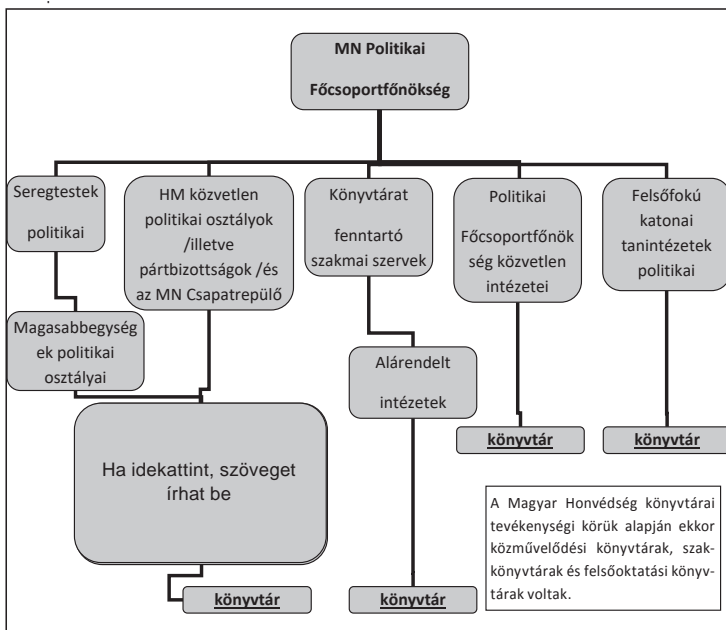 MN Politikai
Főcsoportfőnökség
Seregtestek
politikai
HM közvetlen
politikai osztályok
/illetve
pártbizottságok /és
az MN Csapatrepülő
Könyvtárat
fenntartó
szakmai szervek
Politikai
Főcsoportfőnök
ség közvetlen
intézetei
Felsőfokú
katonai
tanintézetek
politikai
Magasabbegység
ek politikai
osztályai
Alárendelt
intézetek
könyvtár
könyvtár
Ha idekattint, szöveget
írhat be
A Magyar Honvédség könyvtárai
tevékenységi körük alapján ekkor
közművelődési könyvtárak, szak-
könyvtárak és felsőoktatási könyv-
tárak voltak.
könyvtár
könyvtár